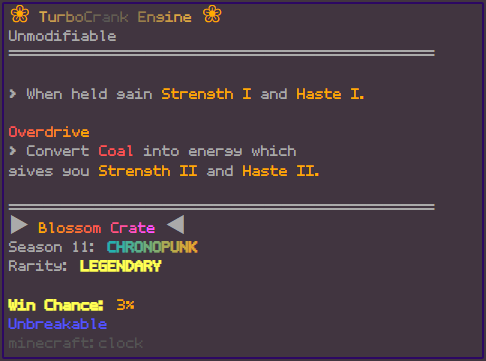 ❀ TurboCrank Engine ❀
Unmodifiable
> When held gain Strength I and Haste I.
Overdrive
> Convert Coal into energy which
gives you Strength II and Haste II.
▶ Blossom Crate ◀
Season 11: CHRONOPUNK
Rarity: LEGENDARY
Win Chance: 3%
Unbreakable
minecraft:clock